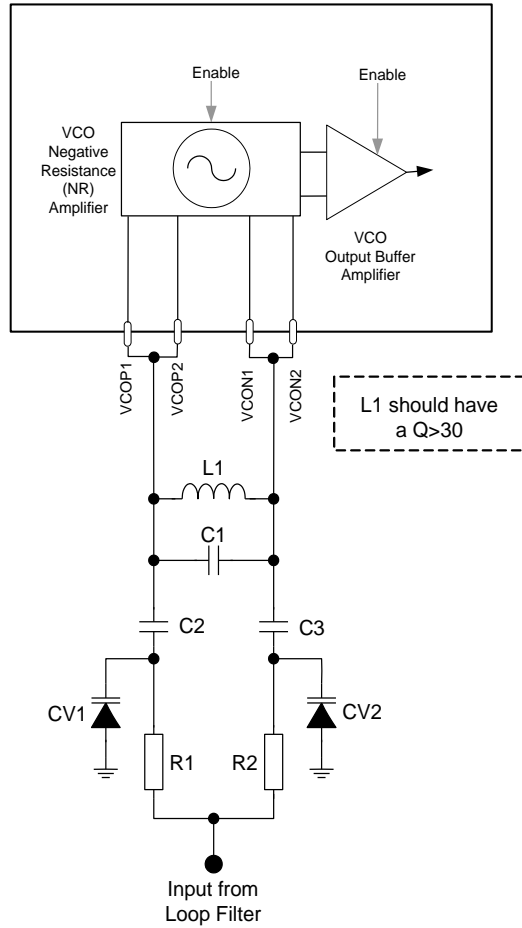 Enable
Enable
VCO
Negative
Resistance
(NR)
Amplifier
VCO
Output Buffer
Amplifier
VCOP1
VCOP2
VCON1
VCON2
L1 should have
a Q>30
L1
C1
C2
C3
CV1
CV2
R1
R2
Input from
Loop Filter